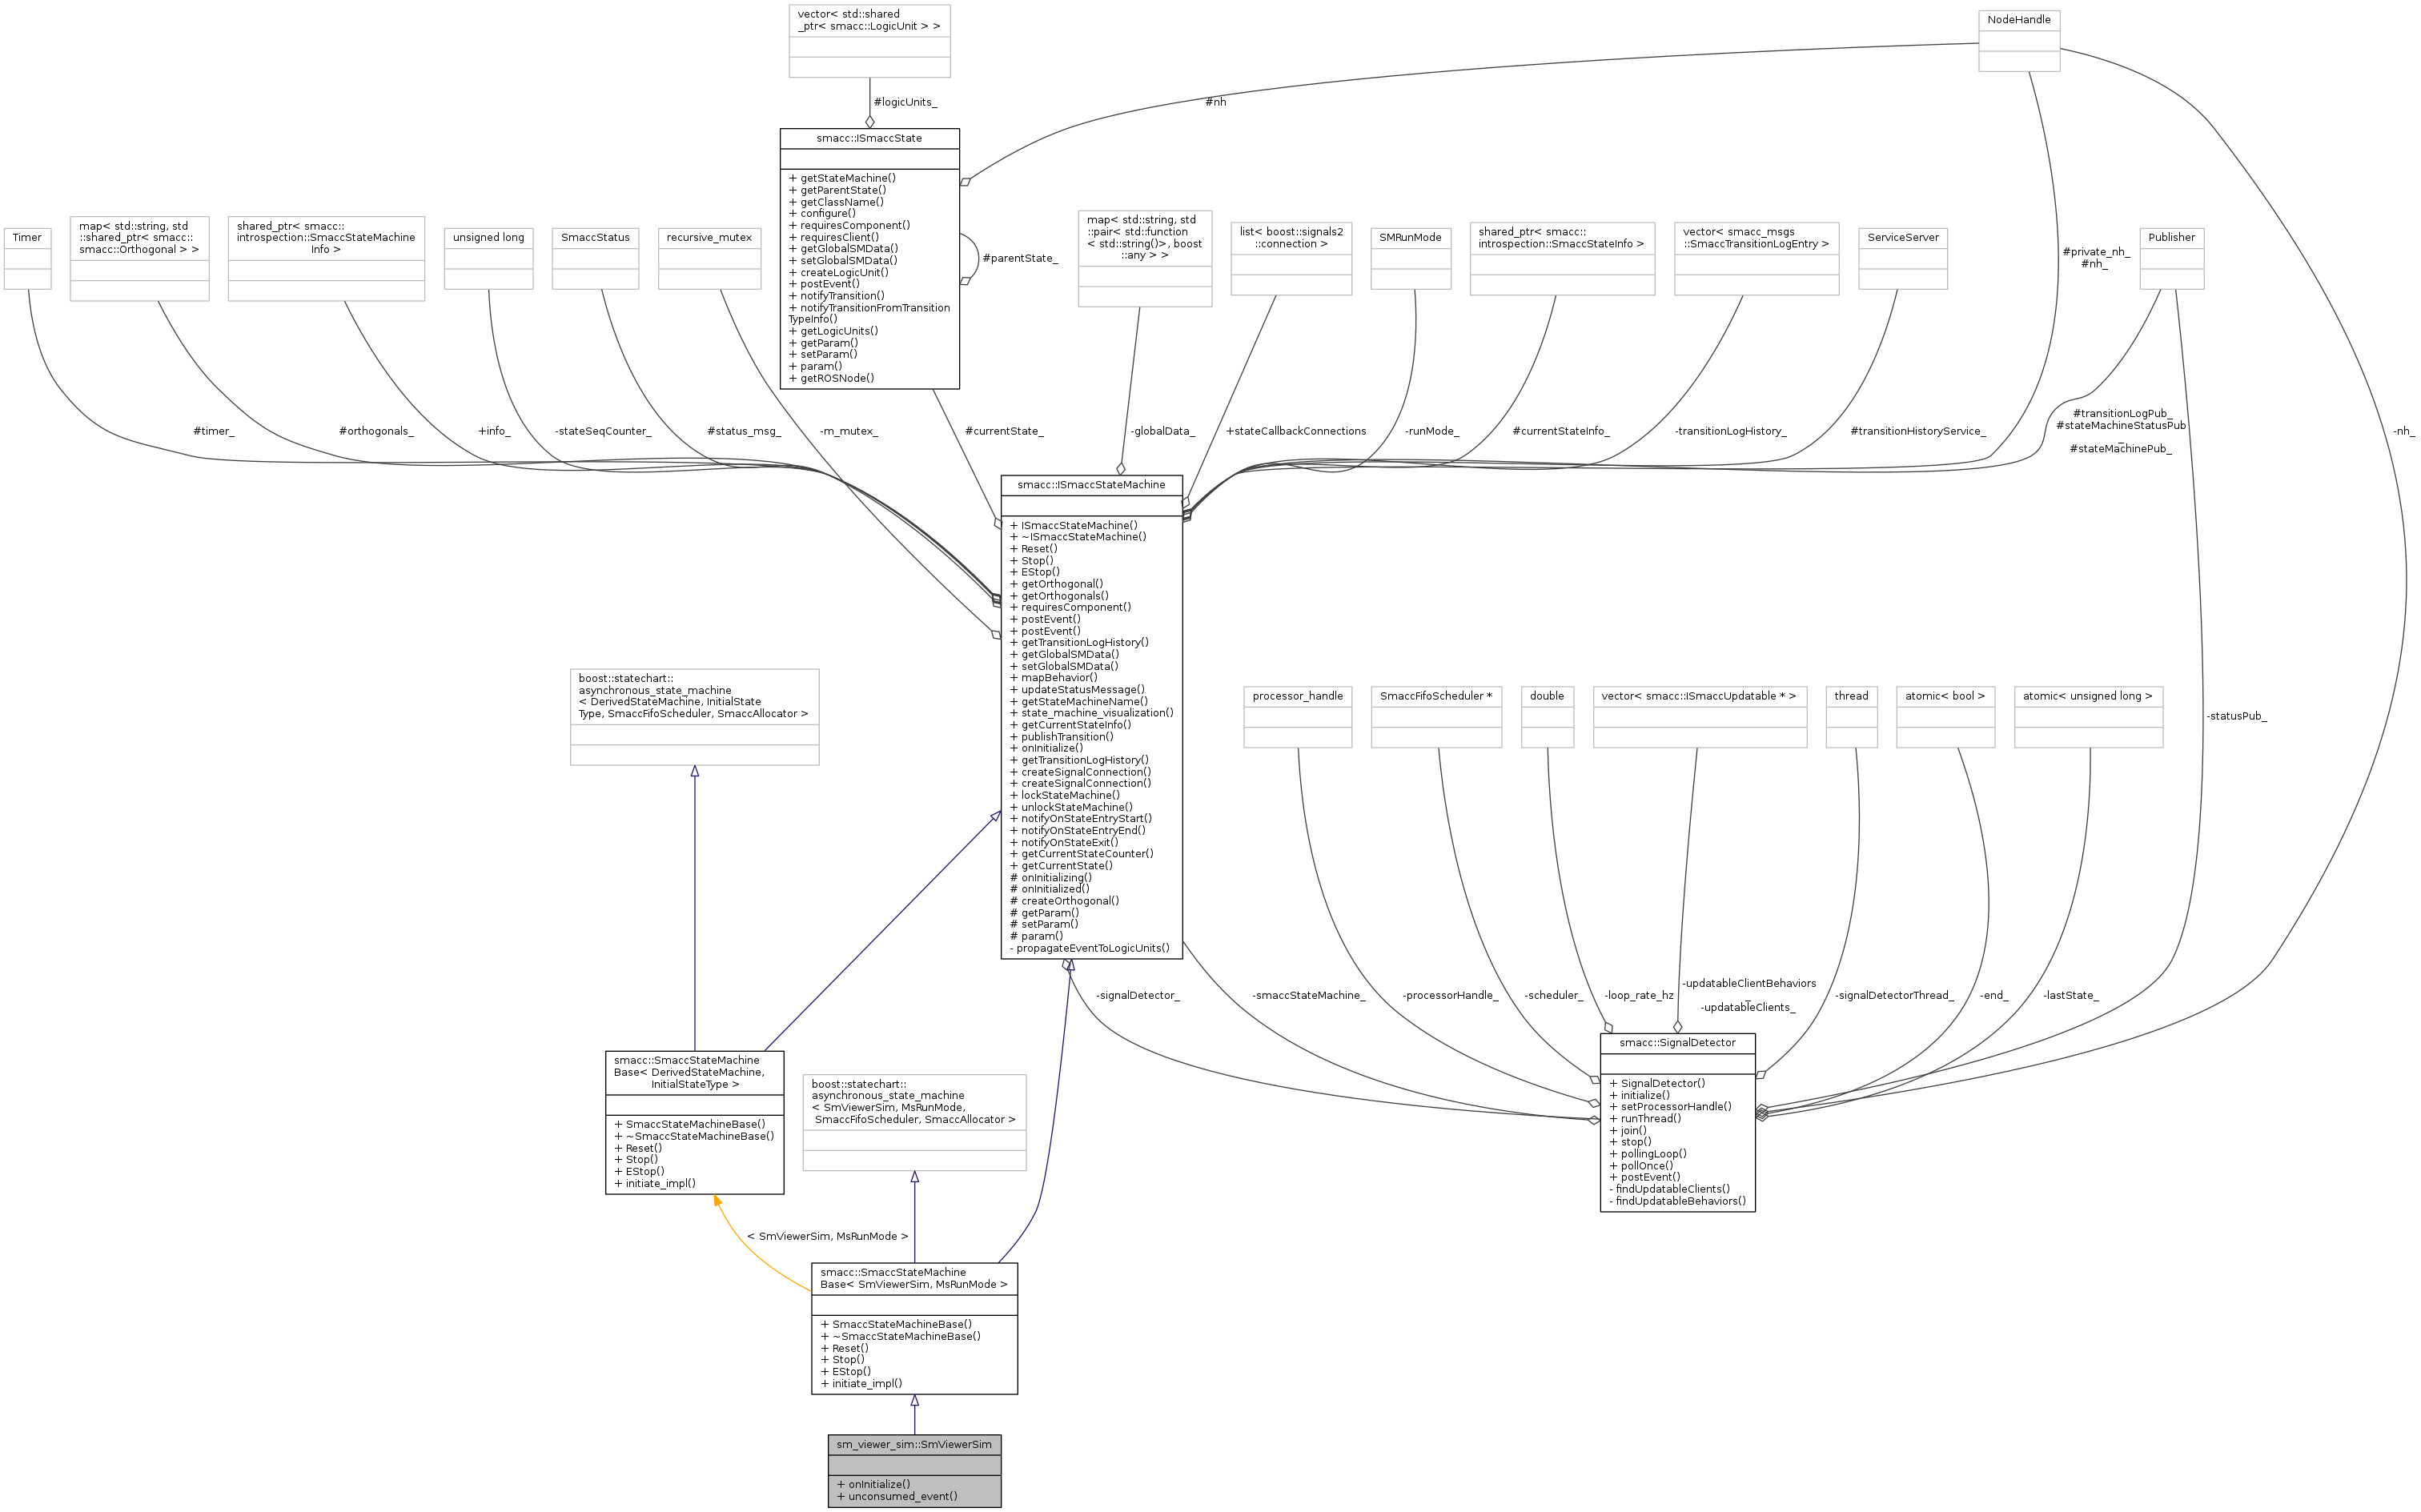 vector< std::shared
_ptr< smacc::LogicUnit > >
NodeHandle
#logicUnits_
#nh
smacc::ISmaccState
+ getStateMachine()
+ getParentState()
+ getClassName()
+ configure()
+ requiresComponent()
+ requiresClient()
+ getGlobalSMData()
+ setGlobalSMData()
+ createLogicUnit()
+ postEvent()
+ notifyTransition()
+ notifyTransitionFromTransition
TypeInfo()
+ getLogicUnits()
+ getParam()
+ setParam()
+ param()
+ getROSNode()
#parentState_
Timer
map< std::string, std
::shared_ptr< smacc::
smacc::Orthogonal > >
shared_ptr< smacc::
introspection::SmaccStateMachine
Info >
unsigned long
SmaccStatus
recursive_mutex
map< std::string, std
::pair< std::function
< std::string()>, boost
::any > >
list< boost::signals2
::connection >
SMRunMode
shared_ptr< smacc::
introspection::SmaccStateInfo >
vector< smacc_msgs
::SmaccTransitionLogEntry >
ServiceServer
#private_nh_
#nh_
Publisher
#timer_
#orthogonals_
+info_
-stateSeqCounter_
#status_msg_
-m_mutex_
#currentState_
-globalData_
+stateCallbackConnections
-runMode_
#currentStateInfo_
-transitionLogHistory_
#transitionHistoryService_
#transitionLogPub_
#stateMachineStatusPub
_
#stateMachinePub_
-nh_
smacc::ISmaccStateMachine
+ ISmaccStateMachine()
+ ~ISmaccStateMachine()
+ Reset()
+ Stop()
+ EStop()
+ getOrthogonal()
+ getOrthogonals()
+ requiresComponent()
+ postEvent()
+ postEvent()
+ getTransitionLogHistory()
+ getGlobalSMData()
+ setGlobalSMData()
+ mapBehavior()
+ updateStatusMessage()
+ getStateMachineName()
+ state_machine_visualization()
+ getCurrentStateInfo()
+ publishTransition()
+ onInitialize()
+ getTransitionLogHistory()
+ createSignalConnection()
+ createSignalConnection()
+ lockStateMachine()
+ unlockStateMachine()
+ notifyOnStateEntryStart()
+ notifyOnStateEntryEnd()
+ notifyOnStateExit()
+ getCurrentStateCounter()
+ getCurrentState()
# onInitializing()
# onInitialized()
# createOrthogonal()
# getParam()
# setParam()
# param()
- propagateEventToLogicUnits()
boost::statechart::
asynchronous_state_machine
< DerivedStateMachine, InitialState
Type, SmaccFifoScheduler, SmaccAllocator >
processor_handle
SmaccFifoScheduler *
double
vector< smacc::ISmaccUpdatable * >
thread
atomic< bool >
atomic< unsigned long >
-statusPub_
-signalDetector_
-smaccStateMachine_
-processorHandle_
-scheduler_
-loop_rate_hz
-updatableClientBehaviors
_
-updatableClients_
-signalDetectorThread_
-end_
-lastState_
smacc::SignalDetector
+ SignalDetector()
+ initialize()
+ setProcessorHandle()
+ runThread()
+ join()
+ stop()
+ pollingLoop()
+ pollOnce()
+ postEvent()
- findUpdatableClients()
- findUpdatableBehaviors()
smacc::SmaccStateMachine
Base< DerivedStateMachine,
InitialStateType >
+ SmaccStateMachineBase()
+ ~SmaccStateMachineBase()
+ Reset()
+ Stop()
+ EStop()
+ initiate_impl()
boost::statechart::
asynchronous_state_machine
< SmViewerSim, MsRunMode,
SmaccFifoScheduler, SmaccAllocator >
< SmViewerSim, MsRunMode >
smacc::SmaccStateMachine
Base< SmViewerSim, MsRunMode >
+ SmaccStateMachineBase()
+ ~SmaccStateMachineBase()
+ Reset()
+ Stop()
+ EStop()
+ initiate_impl()
sm_viewer_sim::SmViewerSim
+ onInitialize()
+ unconsumed_event()